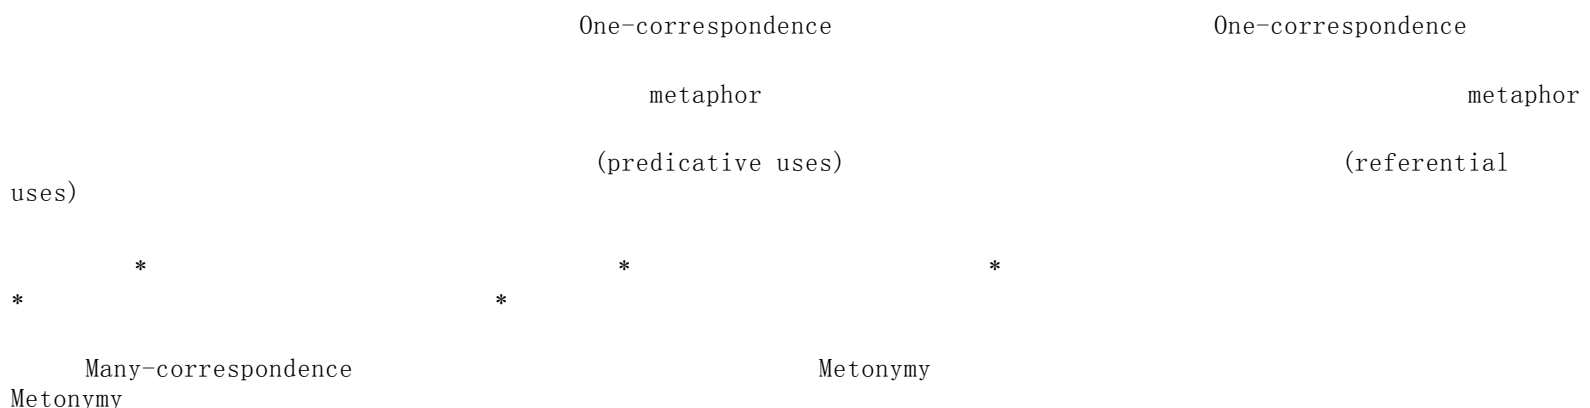 One-correspondence One-correspondence
metaphor metaphor
(predicative uses) (referential
uses)
* * *
* *
Many-correspondence Metonymy
Metonymy